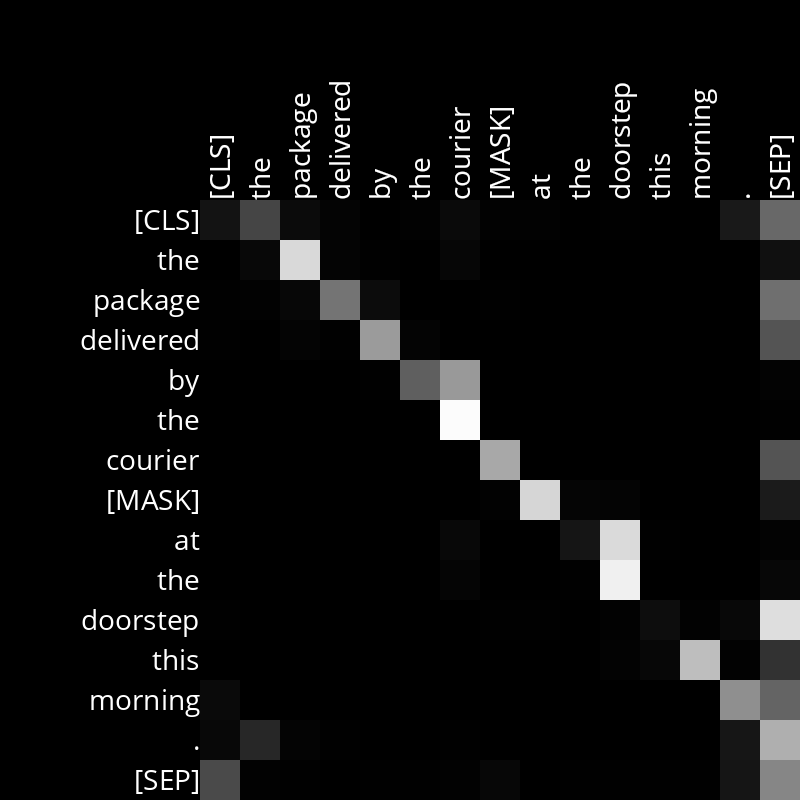 [CLS] the package delivered by the courier [MASK] at the doorstep this morning . [SEP]
[CLS]
the
package
delivered
by
the
courier
[MASK]
at
the
doorstep
this
morning
.
[SEP]